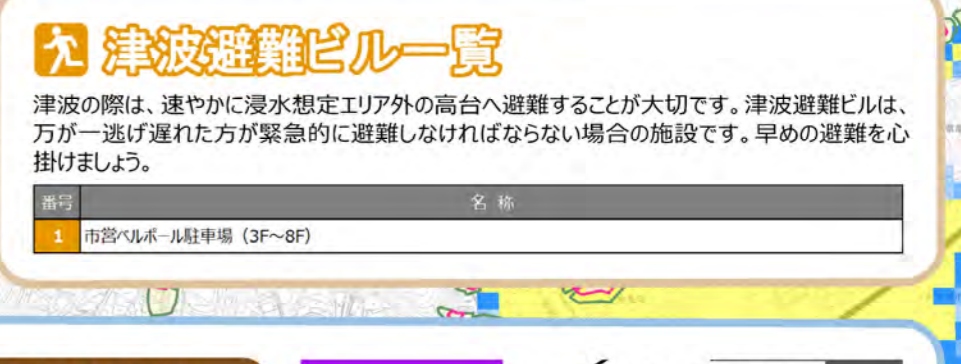 津波避難ビル一覧
津波の際は、速やかに浸水想定エリア外の高台へ避難することが大切です。津波避難ビルは、
万が一逃げ遅れた方が緊急的に避難しなければならない場合の施設です。早めの避難を心
掛けましょう。
番号 名 称
1 市営ベルポール駐車場（3F～8F）